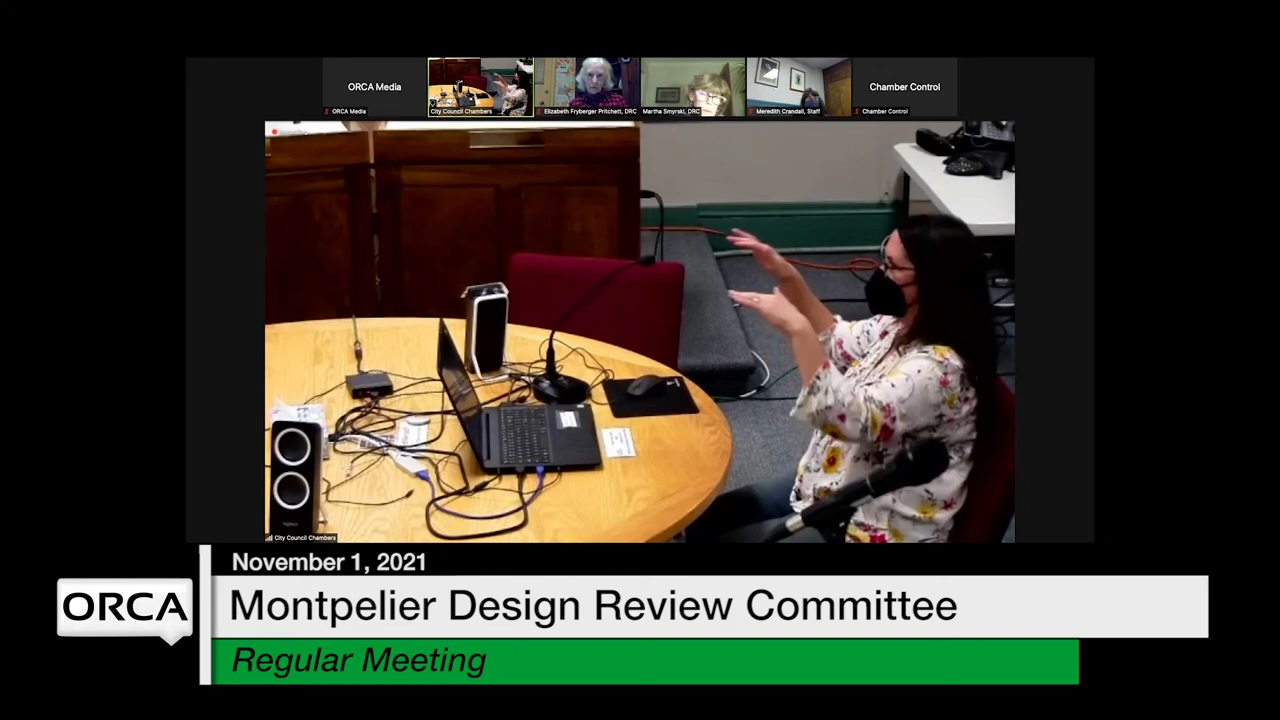 ORCA Media
Chamber Control
ORCA Media
City Council Chambers
Elizabeth Fryberger Pritchett, DRC
Martha Smyrski, DRC
Meredith Crandall, Staff
Chamber Control
City Council Chambers
November 1, 2021
ORCA
Montpelier Design Review Committee
Regular Meeting